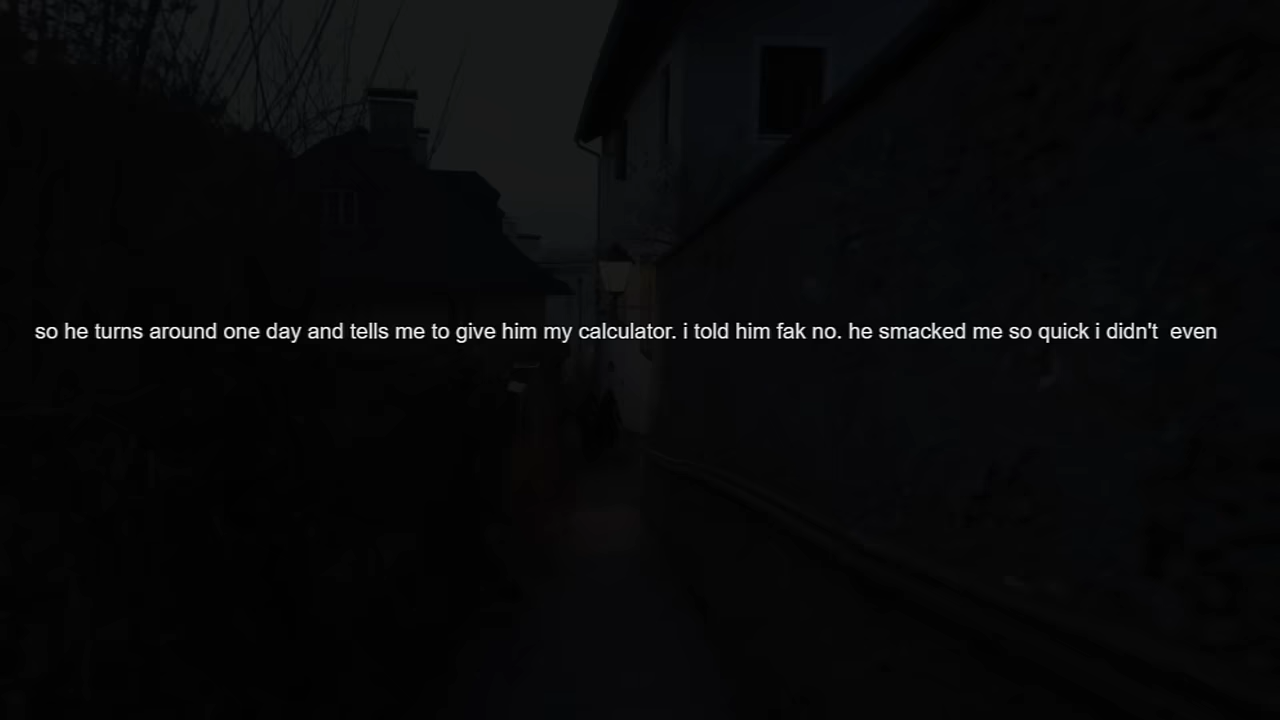 so he turns around one day and tells me to give him my calculator. i told him fak no. he smacked me so quick i didn't  even